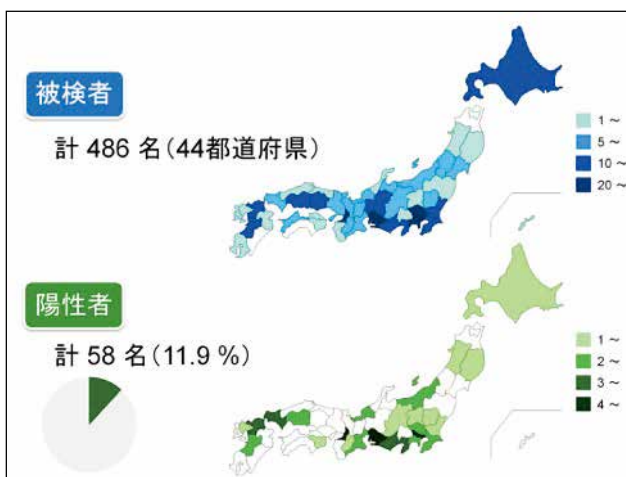 被検者
計 486 名(44都道府県)
1 ~
5 ~
10 ~
20 ~
陽性者
計 58 名(11.9 %)
1 ~
2 ~
3 ~
4 ~